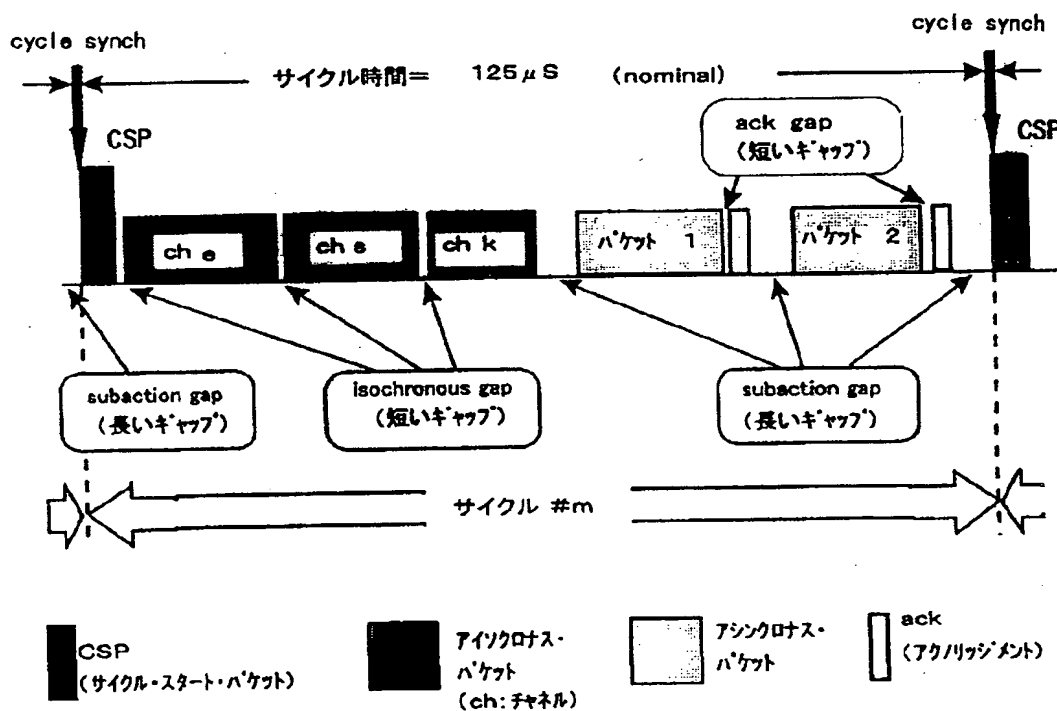 cycle synch
cycle synch
サイクル時間＝ 125μS (nominal)
CSP
CSP
ack gap
(短いギャップ)
ch e
ch s
ch k
パケット 1
パケット 2
subaction gap
(長いギャップ)
isochronous gap
(短いギャップ)
subaction gap
(長いギャップ)
サイクル #m
CSP
(サイクル・スタート・パケット)
アイソクロナス・
パケット
(ch:チャネル)
アシンクロナス・
パケット
ack
(アクノリッジメント)